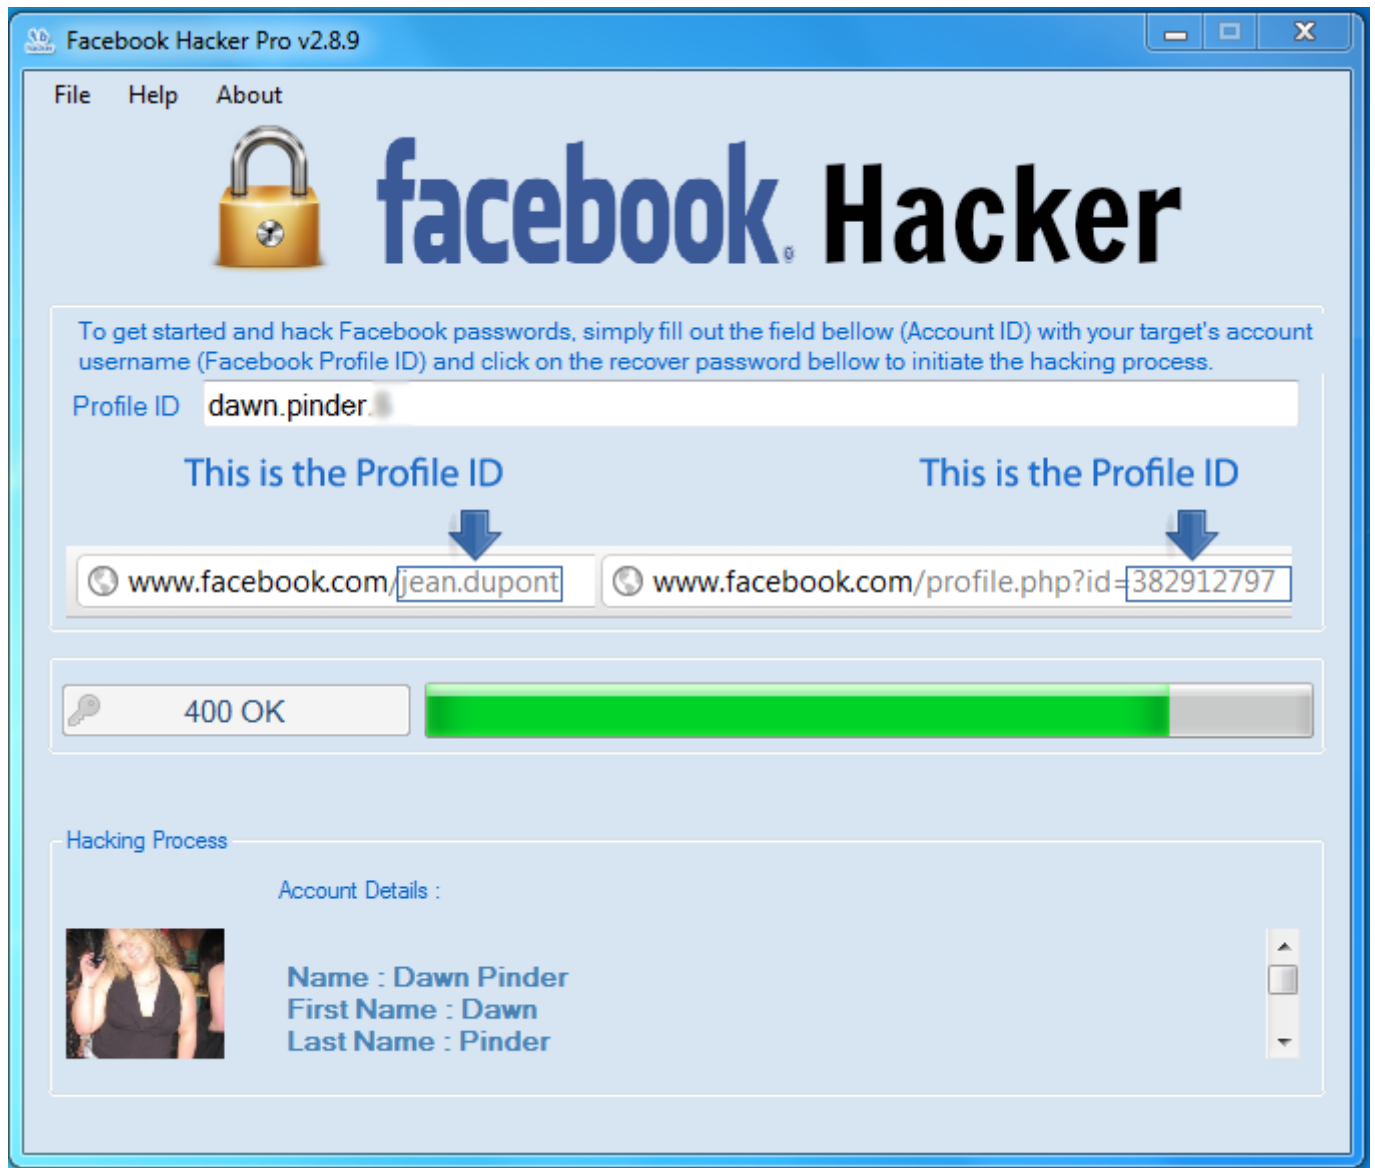 Facebook Hacker Pro v2.8.9
File Help About
facebook® Hacker
To get started and hack Facebook passwords, simply fill out the field bellow (Account ID) with your target's account
username (Facebook Profile ID) and click on the recover password bellow to initiate the hacking process.
Profile ID dawn.pinder.
This is the Profile ID This is the Profile ID
www.facebook.com/jean.dupont www.facebook.com/profile.php?id=382912797
400 OK
Hacking Process
Account Details :
Name : Dawn Pinder
First Name : Dawn
Last Name : Pinder